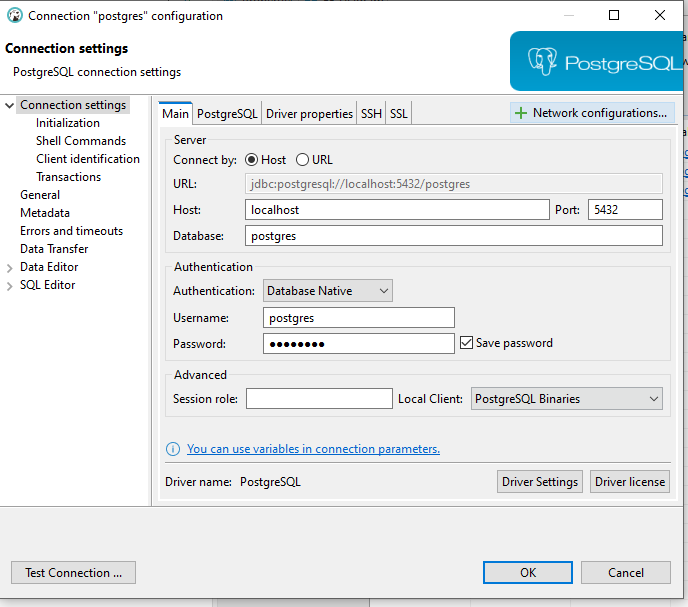 Connection "postgres" configuration
Connection settings
PostgreSQL connection settings
PostgreSQL
Connection settings
Initialization
Shell Commands
Client identification
Transactions
General
Metadata
Errors and timeouts
Data Transfer
Data Editor
SQL Editor
Main PostgreSQL Driver properties SSH SSL Network configurations...
Server
Connect by: Host URL
URL: jdbc:postgresql://localhost:5432/postgres
Host: localhost Port: 5432
Database: postgres
Authentication
Authentication: Database Native
Username: postgres
Password: ●●●●●●●● Save password
Advanced
Session role: Local Client: PostgreSQL Binaries
You can use variables in connection parameters.
Driver name: PostgreSQL Driver Settings Driver license
Test Connection ... OK Cancel